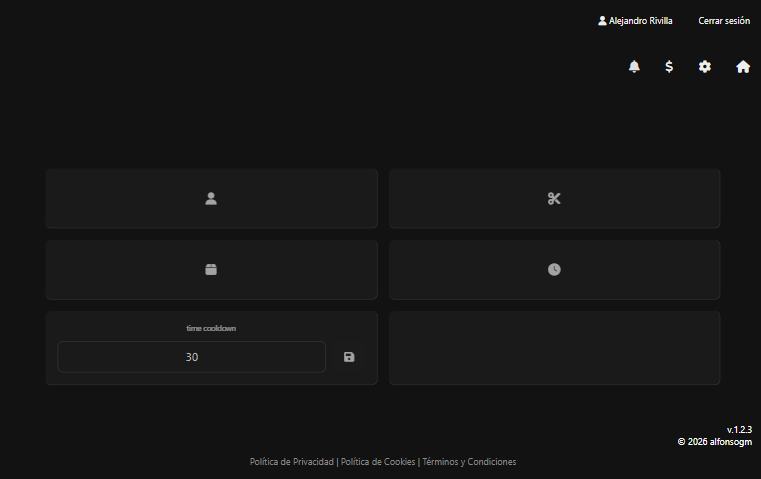 Alejandro Rivilla Cerrar sesión
time cooldown
30
v.1.2.3
© 2026 alfonsogm
Política de Privacidad | Política de Cookies | Términos y Condiciones